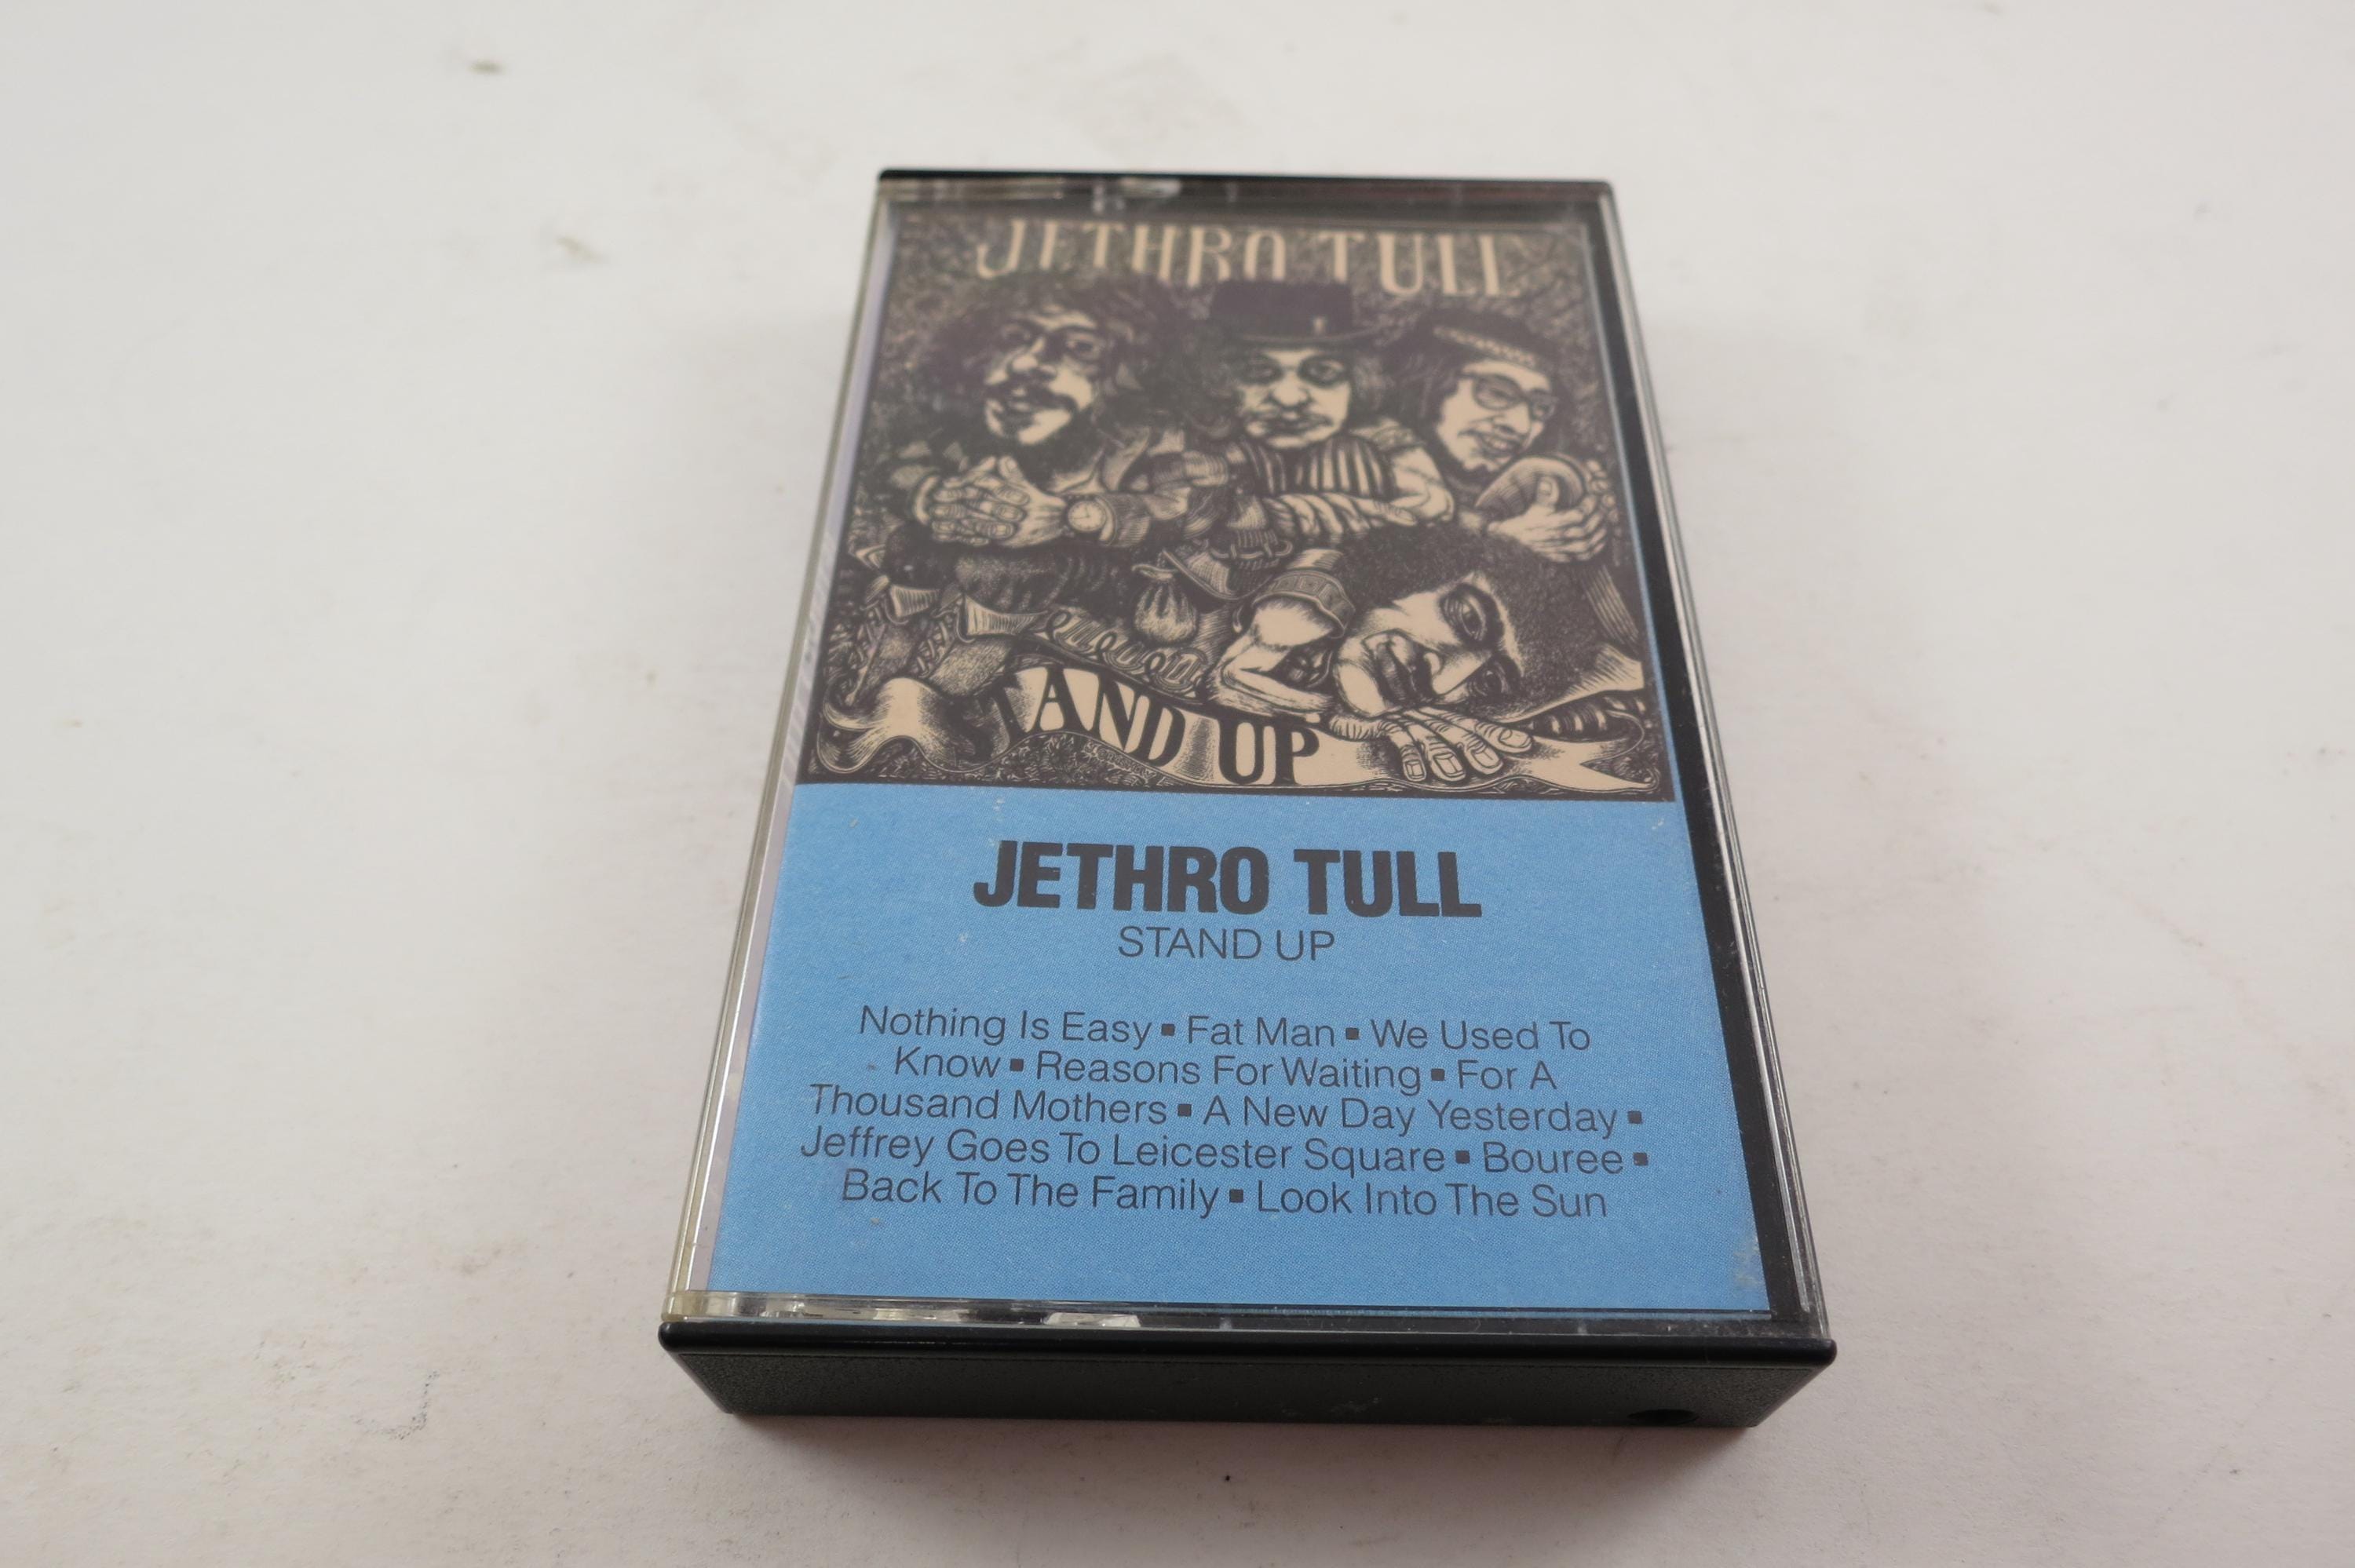 JETHRO TULL
STAND UP
JETHRO TULL
STAND UP
Nothing Is Easy ▪ Fat Man ▪ We Used To
Know ▪ Reasons For Waiting ▪ For A
Thousand Mothers ▪ A New Day Yesterday ▪
Jeffrey Goes To Leicester Square ▪ Bouree ▪
Back To The Family ▪ Look Into The Sun